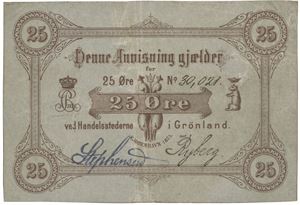 25 25
Denne Anvisning gjælder
for
25 Øre No 30,021.
25 Øre
ved Handelsstederne i Grönland.
Stephensen Ryberg
25 25